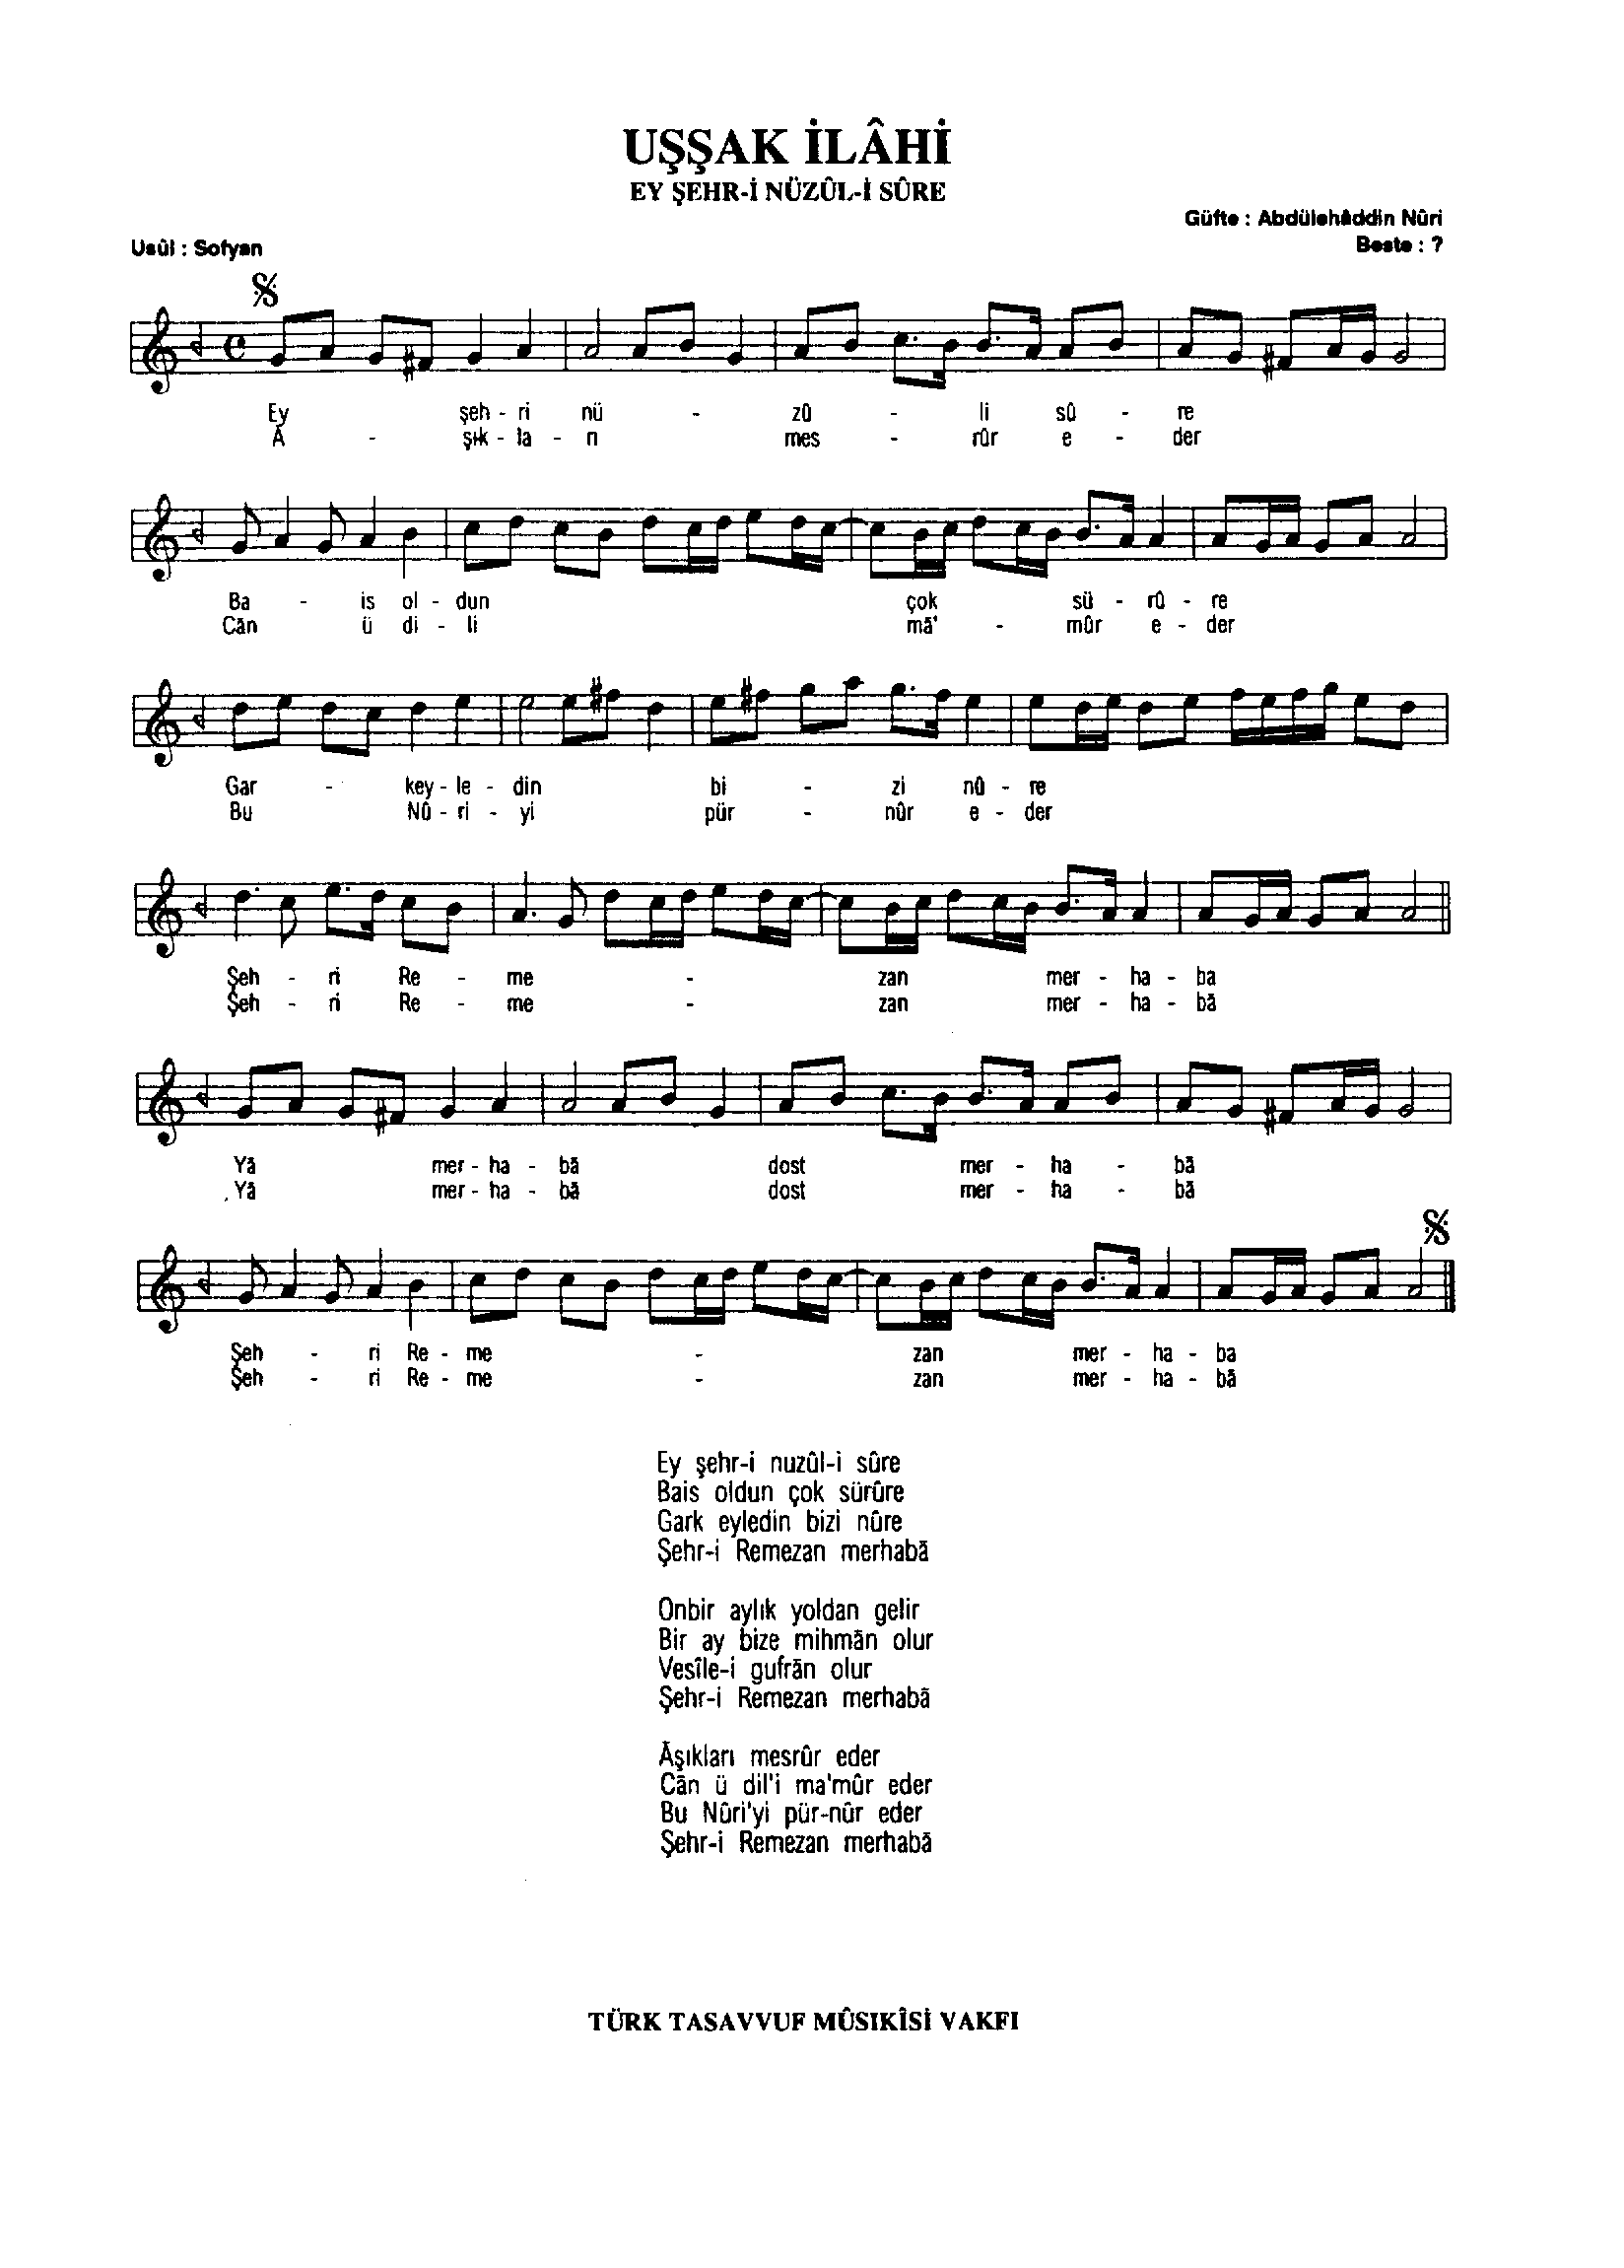 UŞŞAK İLÂHİ
EY ŞEHR-İ NÜZÛL-İ SÛRE
Güfte : Abdülehâddin Nûri
Usûl : Sofyan
Beste : ?
Ey şeh - ri nü - zû - li sû - re
Ā - şık - la - rı mes - rûr e - der
Ba - is ol - dun çok sü - rû - re
Cān ü di - li mā' - mûr e - der
Gar - key - le - din bi - zi nû - re
Bu Nû - ri - yi pür - nûr e - der
Şeh - ri Re - me - zan mer - ha - ba
Şeh - ri Re - me - zan mer - ha - bā
Yā mer - ha - bā dost mer - ha - bā
Yā mer - ha - bā dost mer - ha - bā
Şeh - ri Re - me - zan mer - ha - ba
Şeh - ri Re - me - zan mer - ha - bā
Ey şehr-i nuzûl-i sûre
Bais oldun çok sürûre
Gark eyledin bizi nûre
Şehr-i Remezan merhabā
Onbir aylık yoldan gelir
Bir ay bize mihmān olur
Vesîle-i gufrān olur
Şehr-i Remezan merhabā
Āşıkları mesrûr eder
Cān ü dil'i ma'mûr eder
Bu Nûri'yi pür-nûr eder
Şehr-i Remezan merhabā
TÜRK TASAVVUF MÛSIKÎSİ VAKFI